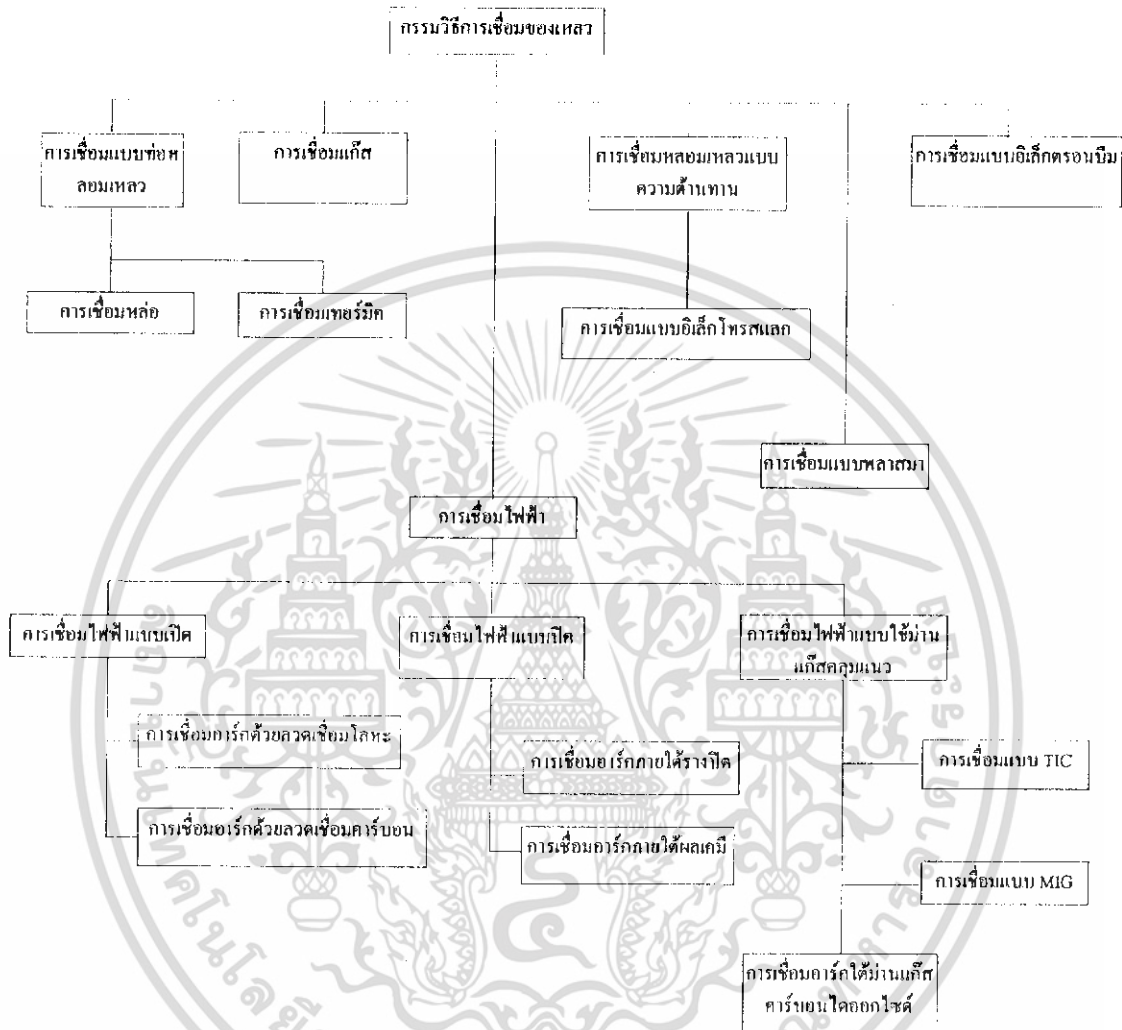 กรรมวิธีการเชื่อมของเหลว
การเชื่อมแบบท่อห
ลอมเหลว
การเชื่อมแก๊ส
การเชื่อมหลอมเหลวแบบ
ความต้านทาน
การเชื่อมแบบอิเล็กตรอนบีม
การเชื่อมหล่อ
การเชื่อมเทอร์มิต
การเชื่อมแบบอิเล็กโทรสแลก
การเชื่อมแบบพลาสมา
การเชื่อมไฟฟ้า
การเชื่อมไฟฟ้าแบบเปิด
การเชื่อมไฟฟ้าแบบปิด
การเชื่อมไฟฟ้าแบบใช้ม่าน
แก๊สคลุมแนว
การเชื่อมอาร์กด้วยลวดเชื่อมโลหะ
การเชื่อมอาร์กภายใต้รางปิด
การเชื่อมแบบ TIC
การเชื่อมอาร์กด้วยลวดเชื่อมคาร์บอน
การเชื่อมอาร์กภายใต้ผลเคมี
การเชื่อมแบบ MIG
การเชื่อมอาร์กใต้ม่านแก๊ส
คาร์บอนไดออกไซด์